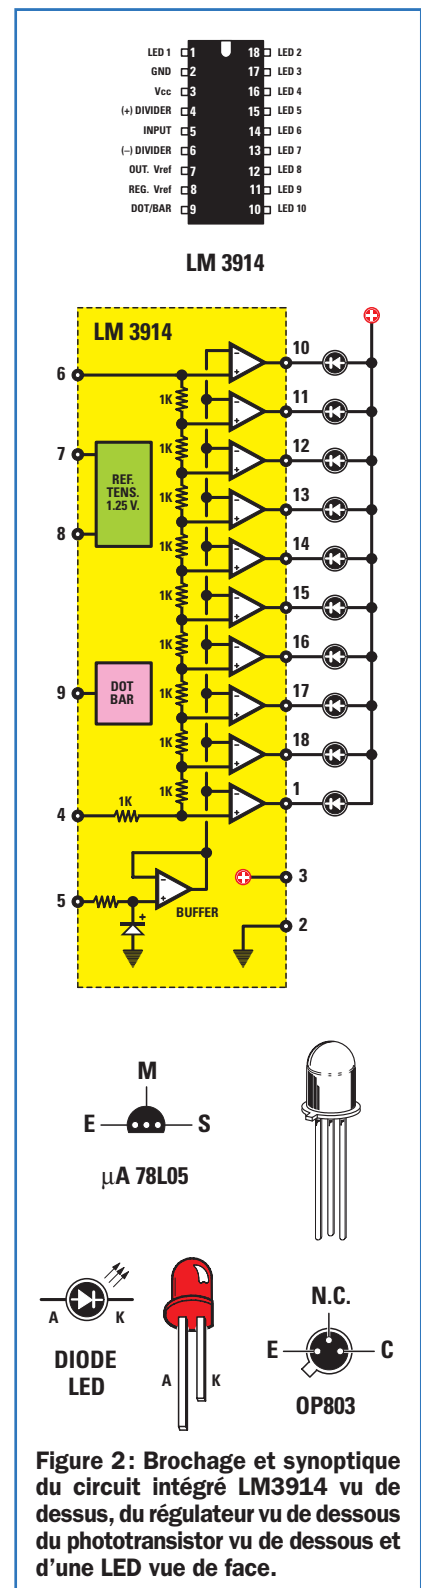 LED 1 1 18 LED 2
GND 2 17 LED 3
Vcc 3 16 LED 4
(+) DIVIDER 4 15 LED 5
INPUT 5 14 LED 6
(–) DIVIDER 6 13 LED 7
OUT. Vref 7 12 LED 8
REG. Vref 8 11 LED 9
DOT/BAR 9 10 LED 10
LM 3914
LM 3914
10
6
1K
11
7
1K
12
REF.
TENS.
1.25 V.
1K
13
8
1K
14
1K
15
1K
16
9
DOT
BAR
1K
17
1K
18
1K
1
4
1K
3
5
BUFFER
2
M
E
S
µA 78L05
A
K
DIODE
LED
A
K
N.C.
E
C
OP803
Figure 2: Brochage et synoptique
du circuit intégré LM3914 vu de
dessus, du régulateur vu de dessous
du phototransistor vu de dessous et
d'une LED vue de face.